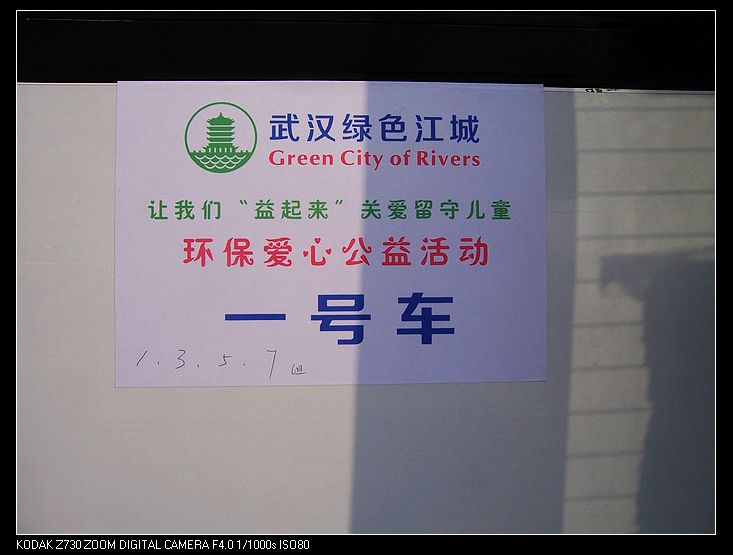 武汉绿色江城
Green City of Rivers
让我们“益起来”关爱留守儿童
环保爱心公益活动
一号车
1. 3. 5. 7 组
KODAK Z730 ZOOM DIGITAL CAMERA F4.0 1/1000s ISO80